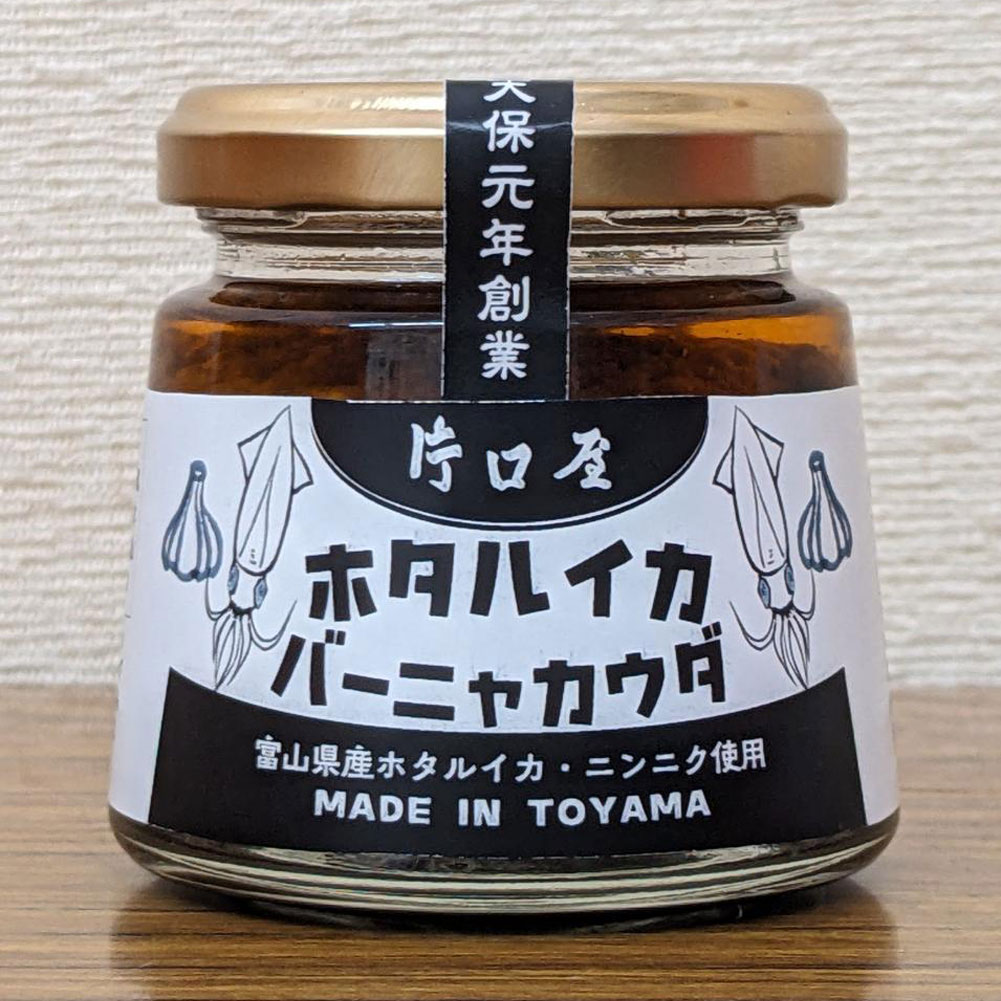 天保元年創業
片口屋
ホタルイカ
バーニャカウダ
富山県産ホタルイカ・ニンニク使用
MADE IN TOYAMA